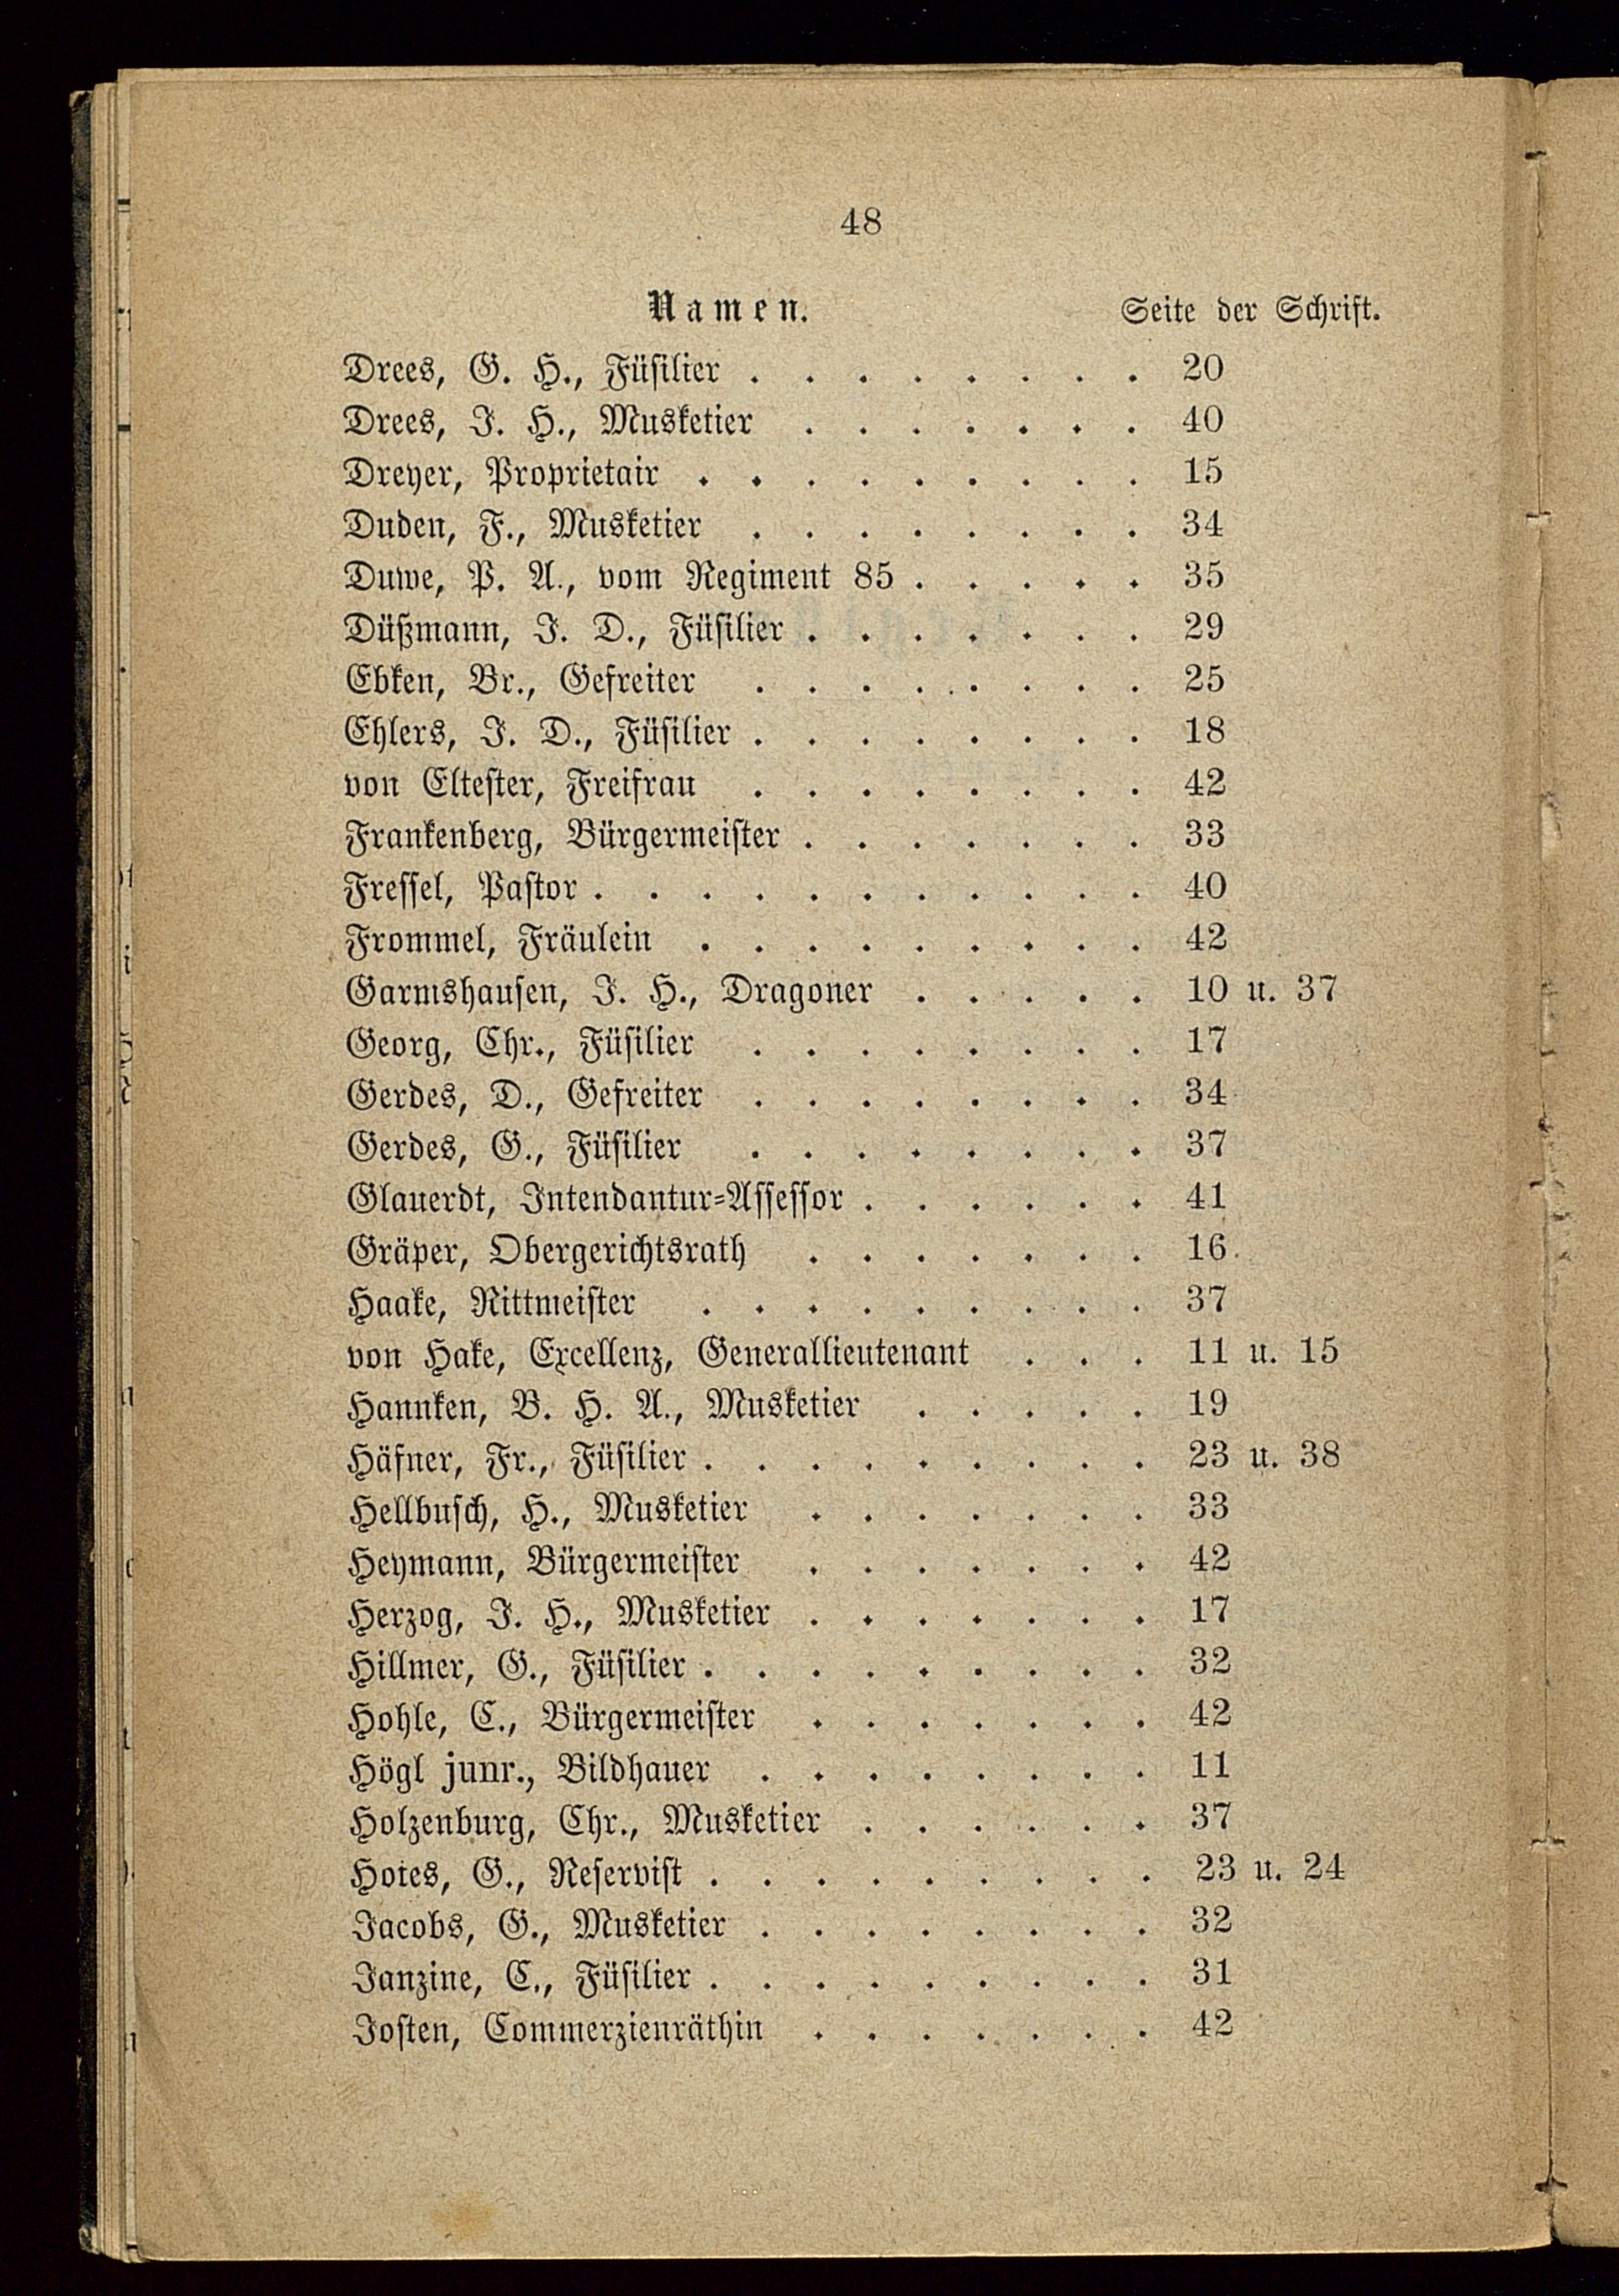 48
Namen. Seite der Schrift.
Drees, G. H., Füsilier . . . . . . . . 20
Drees, J. H., Musketier . . . . . . . 40
Dreyer, Proprietair . . . . . . . . . 15
Duden, F., Musketier . . . . . . . . 34
Duwe, P. A., vom Regiment 85 . . . . . 35
Düßmann, J. D., Füsilier . . . . . . . 29
Ebken, Br., Gefreiter . . . . . . . . 25
Ehlers, J. D., Füsilier . . . . . . . . 18
von Eltester, Freifrau . . . . . . . . 42
Frankenberg, Bürgermeister . . . . . . . 33
Fressel, Pastor . . . . . . . . . . . 40
Frommel, Fräulein . . . . . . . . . 42
Garmshausen, J. H., Dragoner . . . . . 10 u. 37
Georg, Chr., Füsilier . . . . . . . . 17
Gerdes, D., Gefreiter . . . . . . . . 34
Gerdes, G., Füsilier . . . . . . . . 37
Glauerdt, Intendantur-Assessor . . . . . . 41
Gräper, Obergerichtsrath . . . . . . . 16
Haake, Rittmeister . . . . . . . . . 37
von Hake, Excellenz, Generallieutenant . . . 11 u. 15
Hannken, B. H. A., Musketier . . . . . 19
Häfner, Fr., Füsilier . . . . . . . . . 23 u. 38
Hellbusch, H., Musketier . . . . . . . 33
Heymann, Bürgermeister . . . . . . . 42
Herzog, J. H., Musketier . . . . . . . 17
Hillmer, G., Füsilier . . . . . . . . . 32
Hohle, C., Bürgermeister . . . . . . . 42
Högl junr., Bildhauer . . . . . . . . 11
Holzenburg, Chr., Musketier . . . . . . 37
Hoies, G., Reservist . . . . . . . . . 23 u. 24
Jacobs, G., Musketier . . . . . . . . 32
Janzine, C., Füsilier . . . . . . . . . 31
Josten, Commerzienräthin . . . . . . . 42